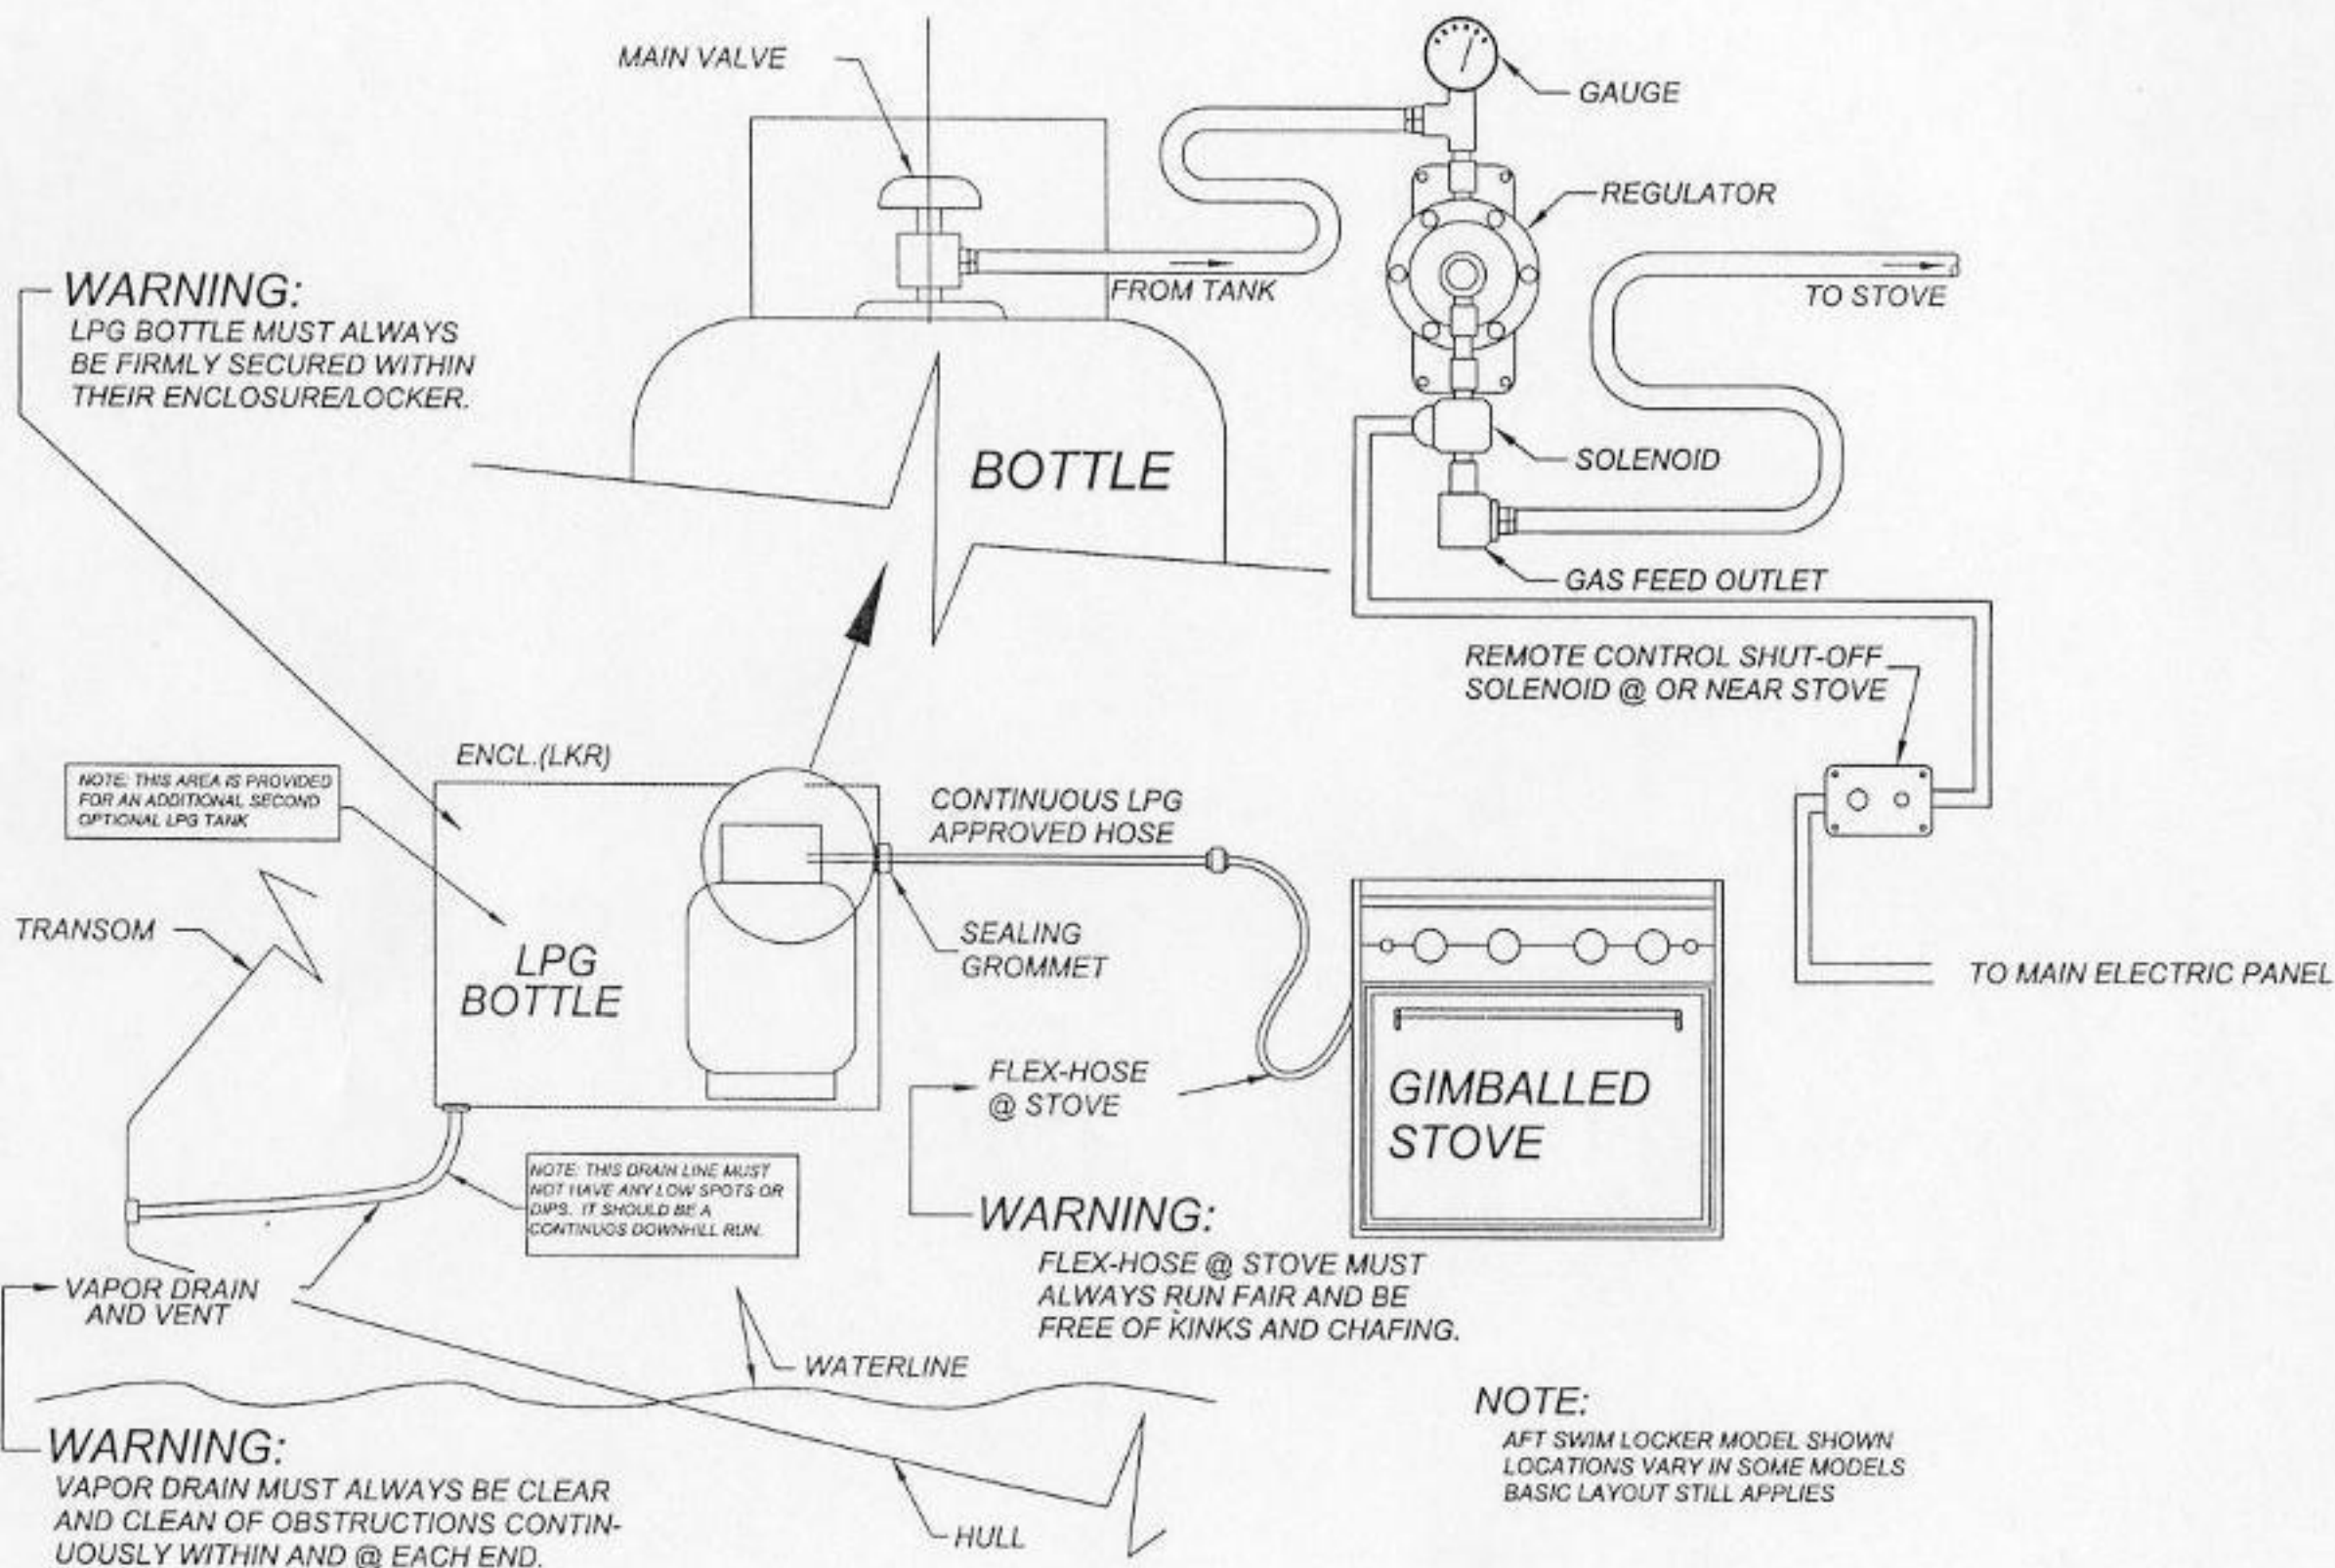 MAIN VALVE
GAUGE
REGULATOR
FROM TANK
TO STOVE
WARNING:
LPG BOTTLE MUST ALWAYS
BE FIRMLY SECURED WITHIN
THEIR ENCLOSURE/LOCKER.
BOTTLE
SOLENOID
GAS FEED OUTLET
REMOTE CONTROL SHUT-OFF
SOLENOID @ OR NEAR STOVE
ENCL.(LKR)
NOTE: THIS AREA IS PROVIDED
FOR AN ADDITIONAL SECOND
OPTIONAL LPG TANK
CONTINUOUS LPG
APPROVED HOSE
TRANSOM
LPG
BOTTLE
SEALING
GROMMET
TO MAIN ELECTRIC PANEL
FLEX-HOSE
@ STOVE
GIMBALLED
STOVE
NOTE: THIS DRAIN LINE MUST
NOT HAVE ANY LOW SPOTS OR
DIPS. IT SHOULD BE A
CONTINUOS DOWNHILL RUN.
WARNING:
FLEX-HOSE @ STOVE MUST
ALWAYS RUN FAIR AND BE
FREE OF KINKS AND CHAFING.
VAPOR DRAIN
AND VENT
WATERLINE
WARNING:
VAPOR DRAIN MUST ALWAYS BE CLEAR
AND CLEAN OF OBSTRUCTIONS CONTIN-
UOUSLY WITHIN AND @ EACH END.
HULL
NOTE:
AFT SWIM LOCKER MODEL SHOWN
LOCATIONS VARY IN SOME MODELS
BASIC LAYOUT STILL APPLIES